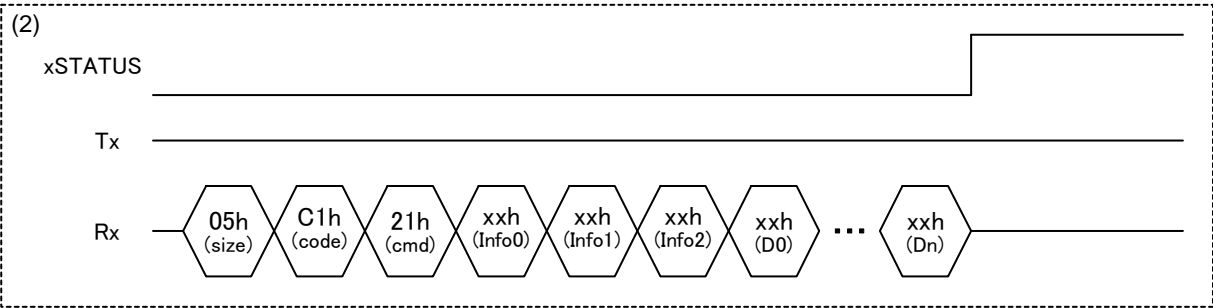 (2)
xSTATUS
Tx
Rx
05h
(size)
C1h
(code)
21h
(cmd)
xxh
(Info0)
xxh
(Info1)
xxh
(Info2)
xxh
(D0)
...
xxh
(Dn)